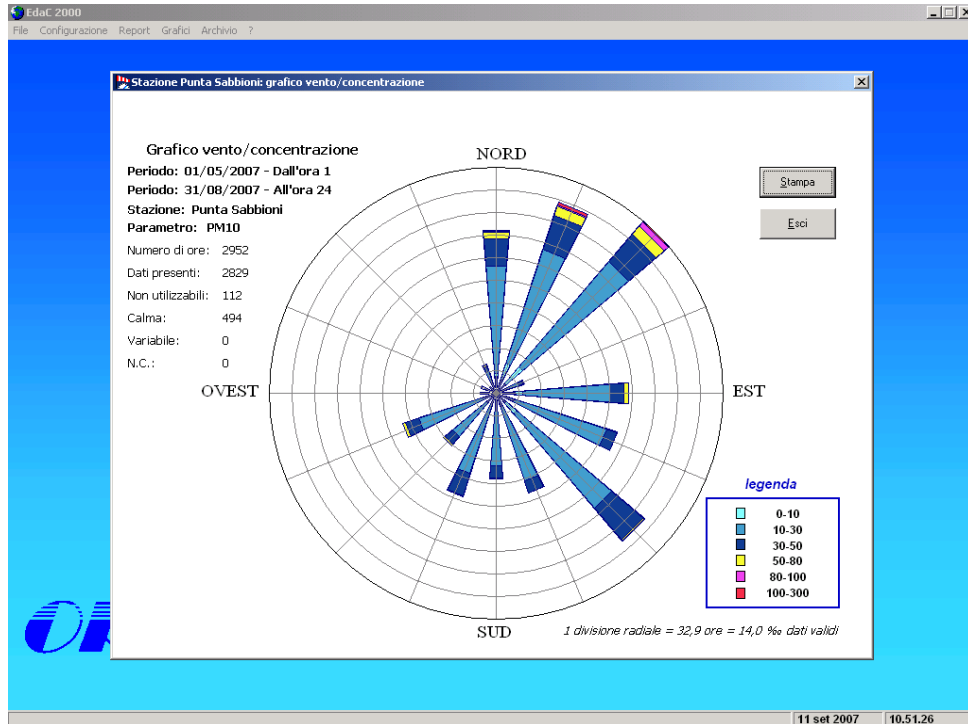 EdaC 2000
File Configurazione Report Grafici Archivio ?
Stazione Punta Sabbioni: grafico vento/concentrazione
Grafico vento/concentrazione
Periodo: 01/05/2007 - Dall'ora 1
Periodo: 31/08/2007 - All'ora 24
Stazione: Punta Sabbioni
Parametro: PM10
Numero di ore: 2952
Dati presenti: 2829
Non utilizzabili: 112
Calma: 494
Variabile: 0
N.C.: 0
NORD
OVEST
EST
SUD
Stampa
Esci
legenda
0-10
10-30
30-50
50-80
80-100
100-300
1 divisione radiale = 32,9 ore = 14,0 ‰ dati validi
11 set 2007 10.51.26